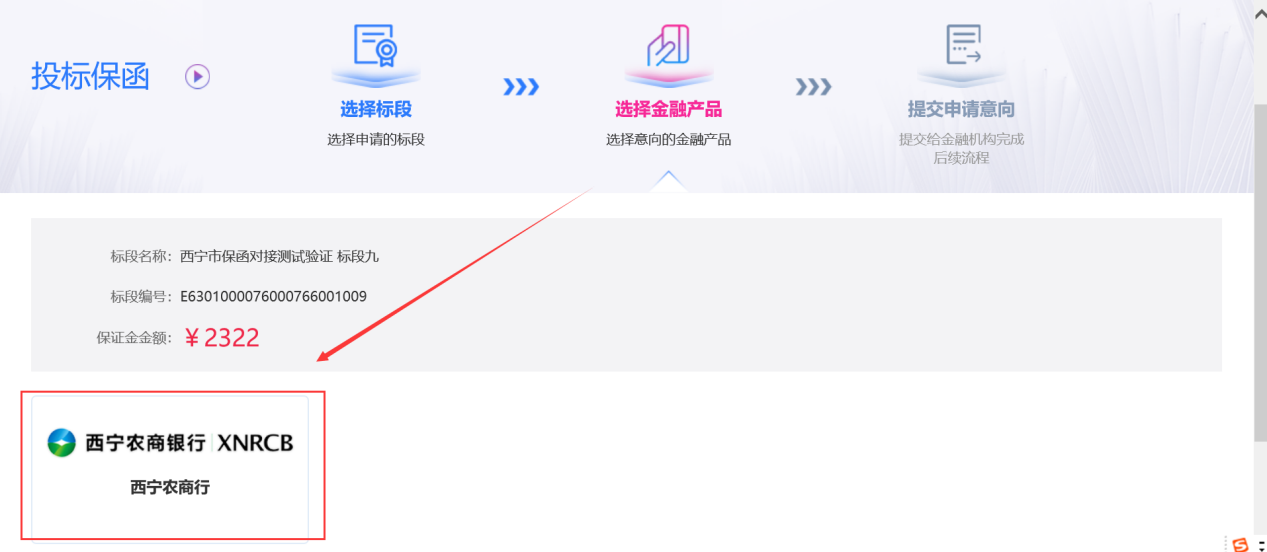 投标保函
选择标段
选择金融产品
提交申请意向
选择申请的标段
选择意向的金融产品
提交给金融机构完成
后续流程
标段名称: 西宁市保函对接测试验证 标段九
标段编号: E6301000076000766001009
保证金金额: ¥2322
西宁农商银行 XNRCB
西宁农商行